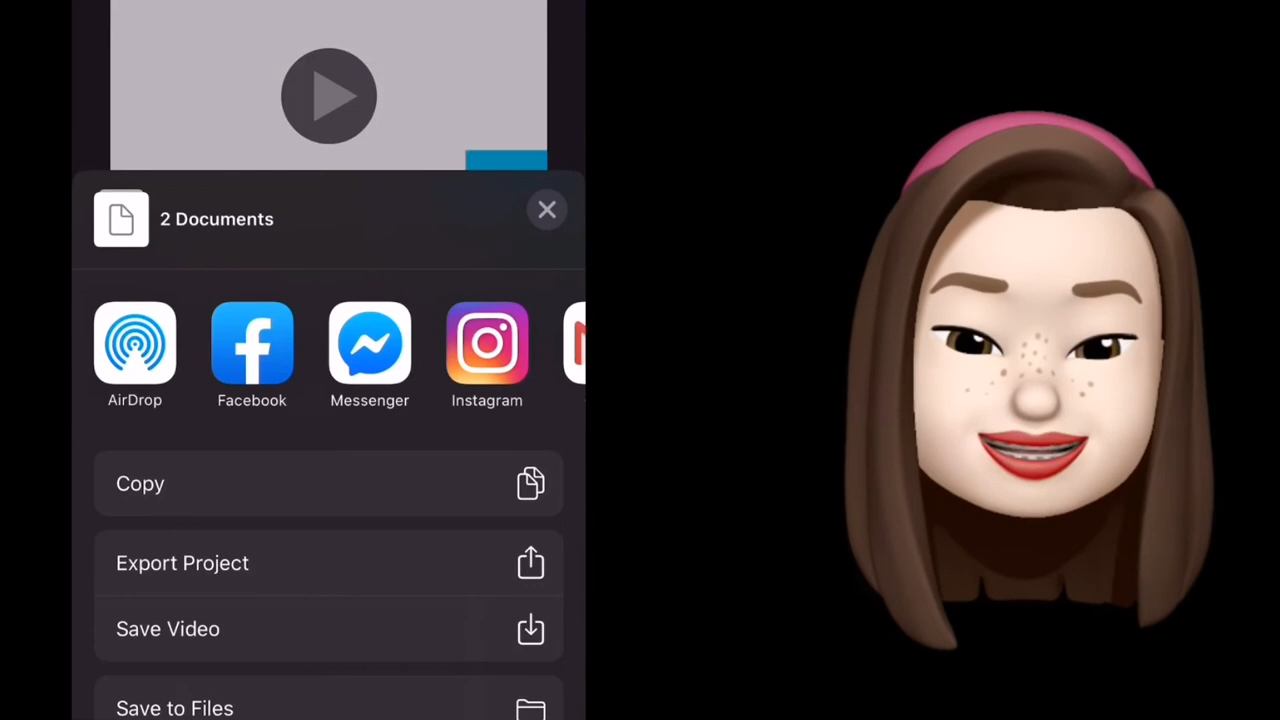 2 Documents
AirDrop
Facebook
Messenger
Instagram
Copy
Export Project
Save Video
Save to Files